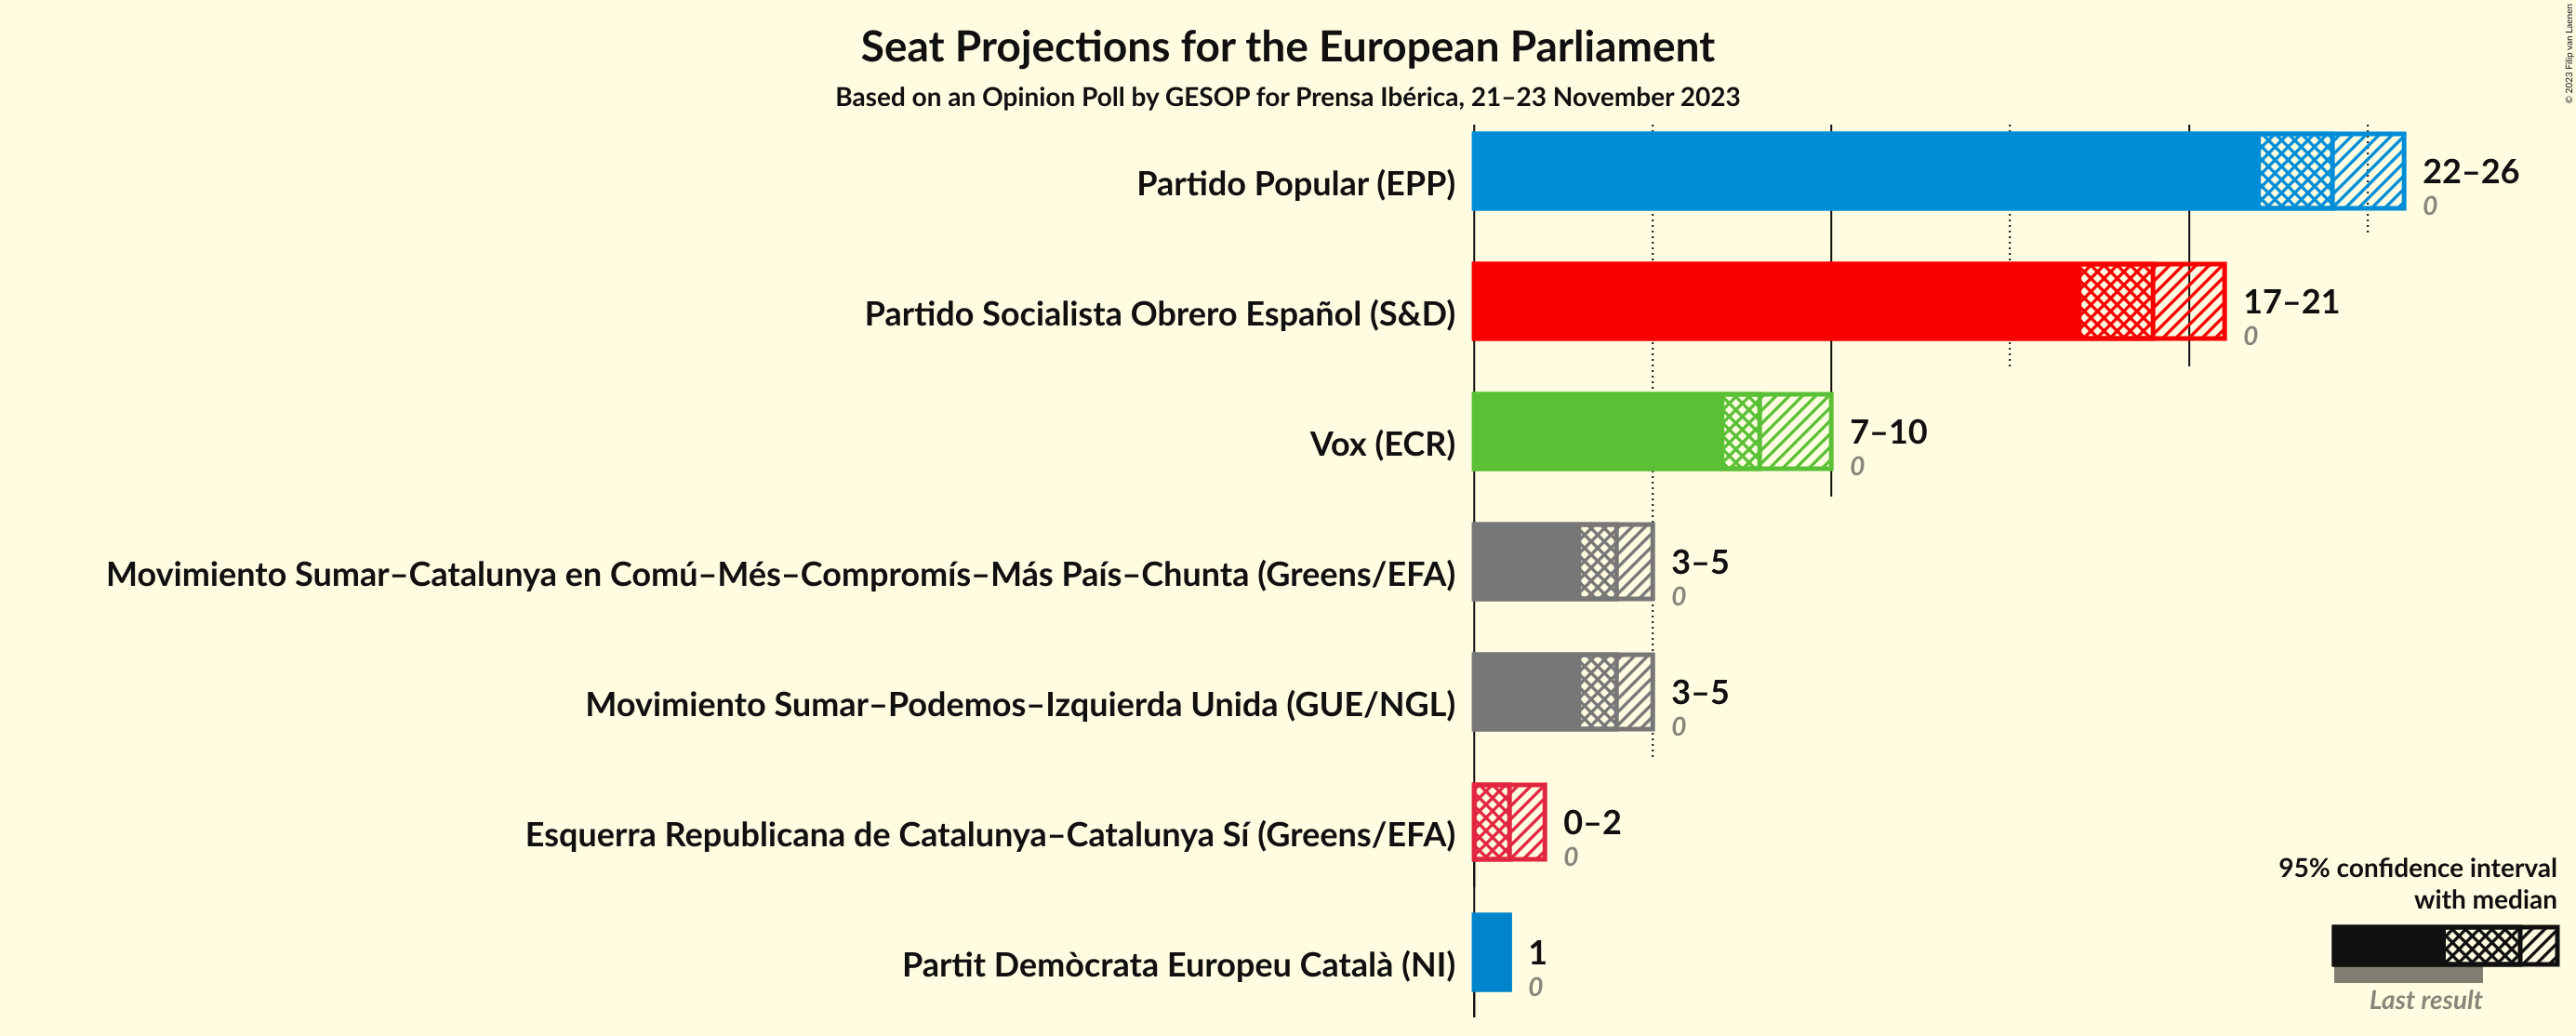 Seat Projections for the European Parliament
Based on an Opinion Poll by GESOP for Prensa Ibérica, 21–23 November 2023
© 2023 Filip van Laenen
Partido Popular (EPP)
22–26
0
Partido Socialista Obrero Español (S&D)
17–21
0
Vox (ECR)
7–10
0
Movimiento Sumar–Catalunya en Comú–Més–Compromís–Más País–Chunta (Greens/EFA)
3–5
0
Movimiento Sumar–Podemos–Izquierda Unida (GUE/NGL)
3–5
0
Esquerra Republicana de Catalunya–Catalunya Sí (Greens/EFA)
0–2
0
Partit Demòcrata Europeu Català (NI)
1
0
95% confidence interval
with median
Last result